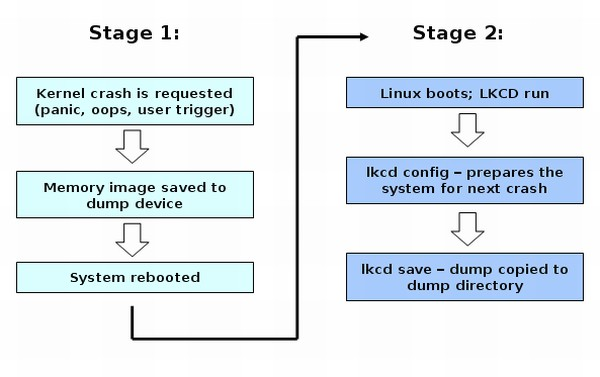 Stage 1:
Kernel crash is requested
(panic, oops, user trigger)
Memory image saved to
dump device
System rebooted
Stage 2:
Linux boots; LKCD run
lkcd config – prepares the
system for next crash
lkcd save – dump copied to
dump directory